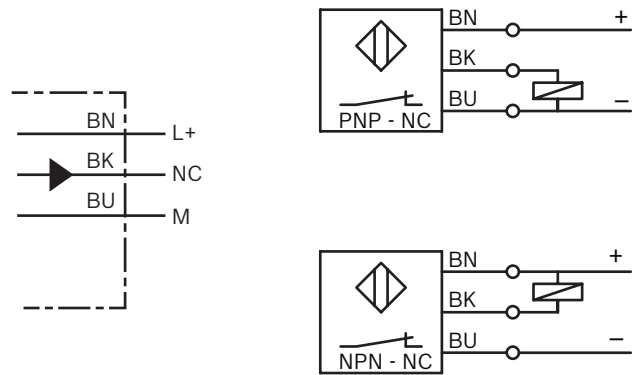 BN L+
BK NC
BU M
BN +
BK
BU −
PNP - NC
BN +
BK
BU −
NPN - NC